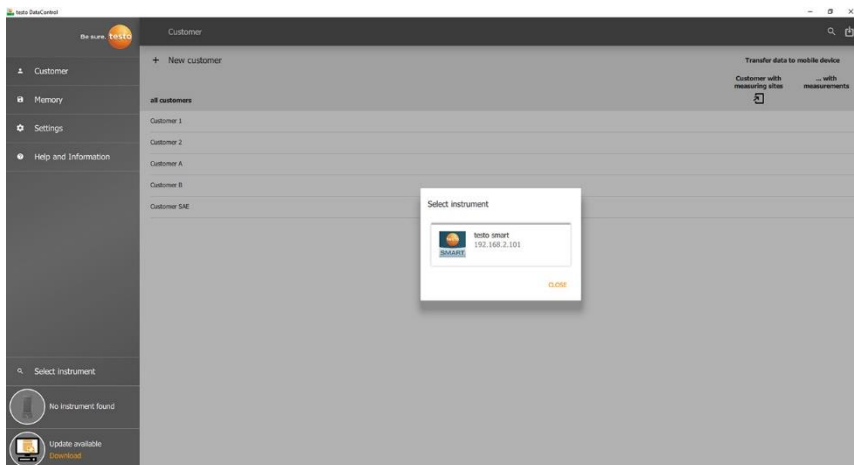 testo DataControl
Be sure. testo
Customer
Customer
Memory
Settings
Help and Information
+ New customer
Transfer data to mobile device
Customer with
measuring sites
... with
measurements
all customers
Customer 1
Customer 2
Customer A
Customer B
Customer SAE
Select instrument
testo smart
192.168.2.101
SMART
CLOSE
Select instrument
No instrument found
Update available
Download